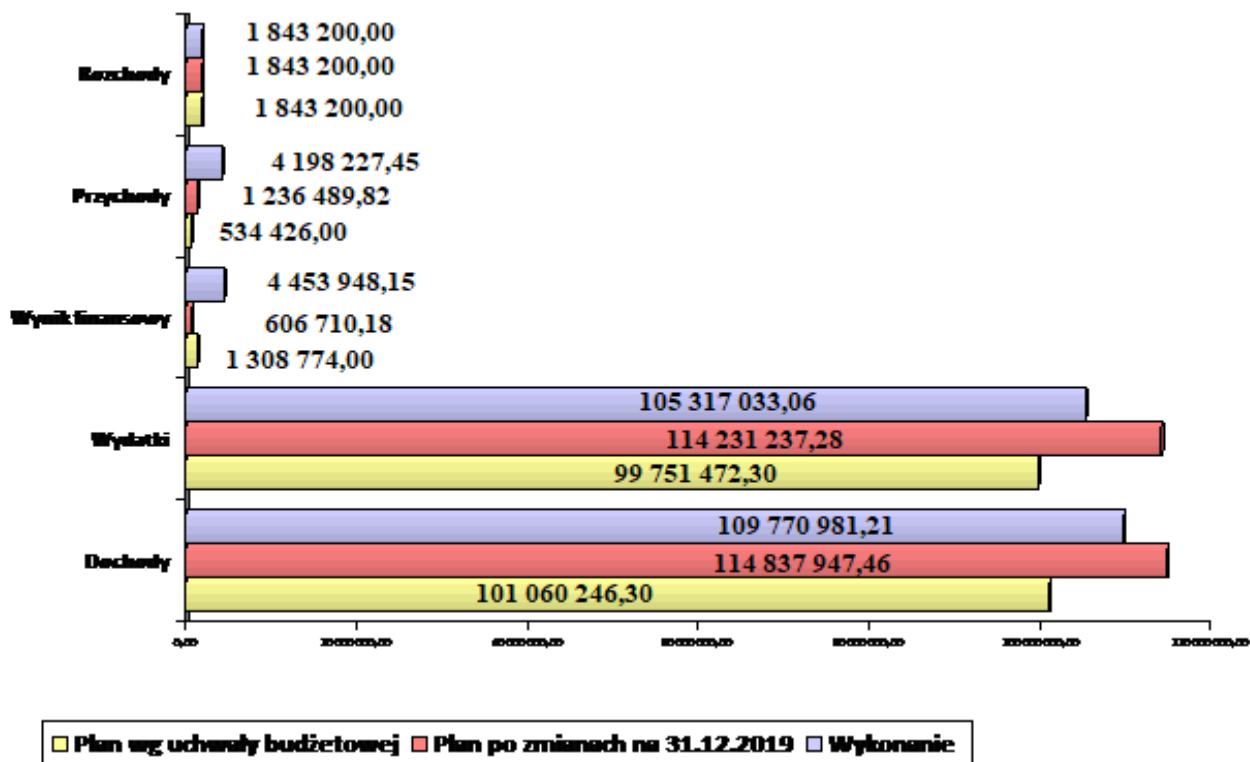 1 843 200,00
Rozchody
1 843 200,00
1 843 200,00
4 198 227,45
Przychody
1 236 489,82
534 426,00
4 453 948,15
Wynik finansowy
606 710,18
1 308 774,00
105 317 033,06
Wydatki
114 231 237,28
99 751 472,30
109 770 981,21
Dochody
114 837 947,46
101 060 246,30
0,00
Plan wg uchwały budżetowej Plan po zmianach na 31.12.2019 Wykonanie